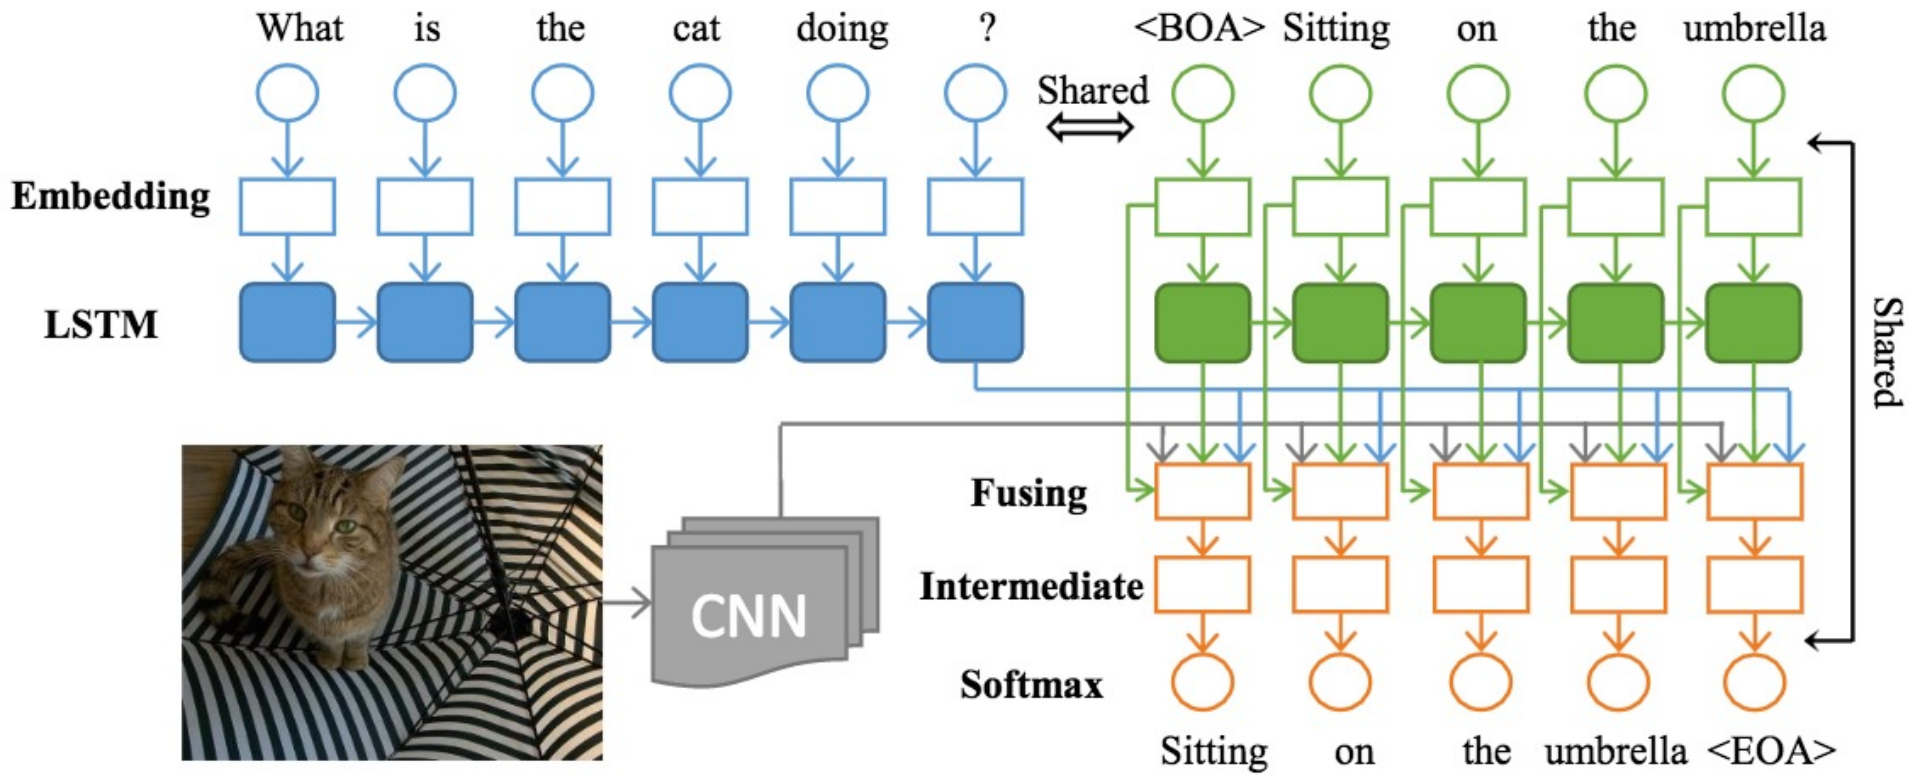 What is the cat doing ?
<BOA> Sitting on the umbrella
Shared
Embedding
LSTM
Shared
CNN
Fusing
Intermediate
Softmax
Sitting on the umbrella <EOA>